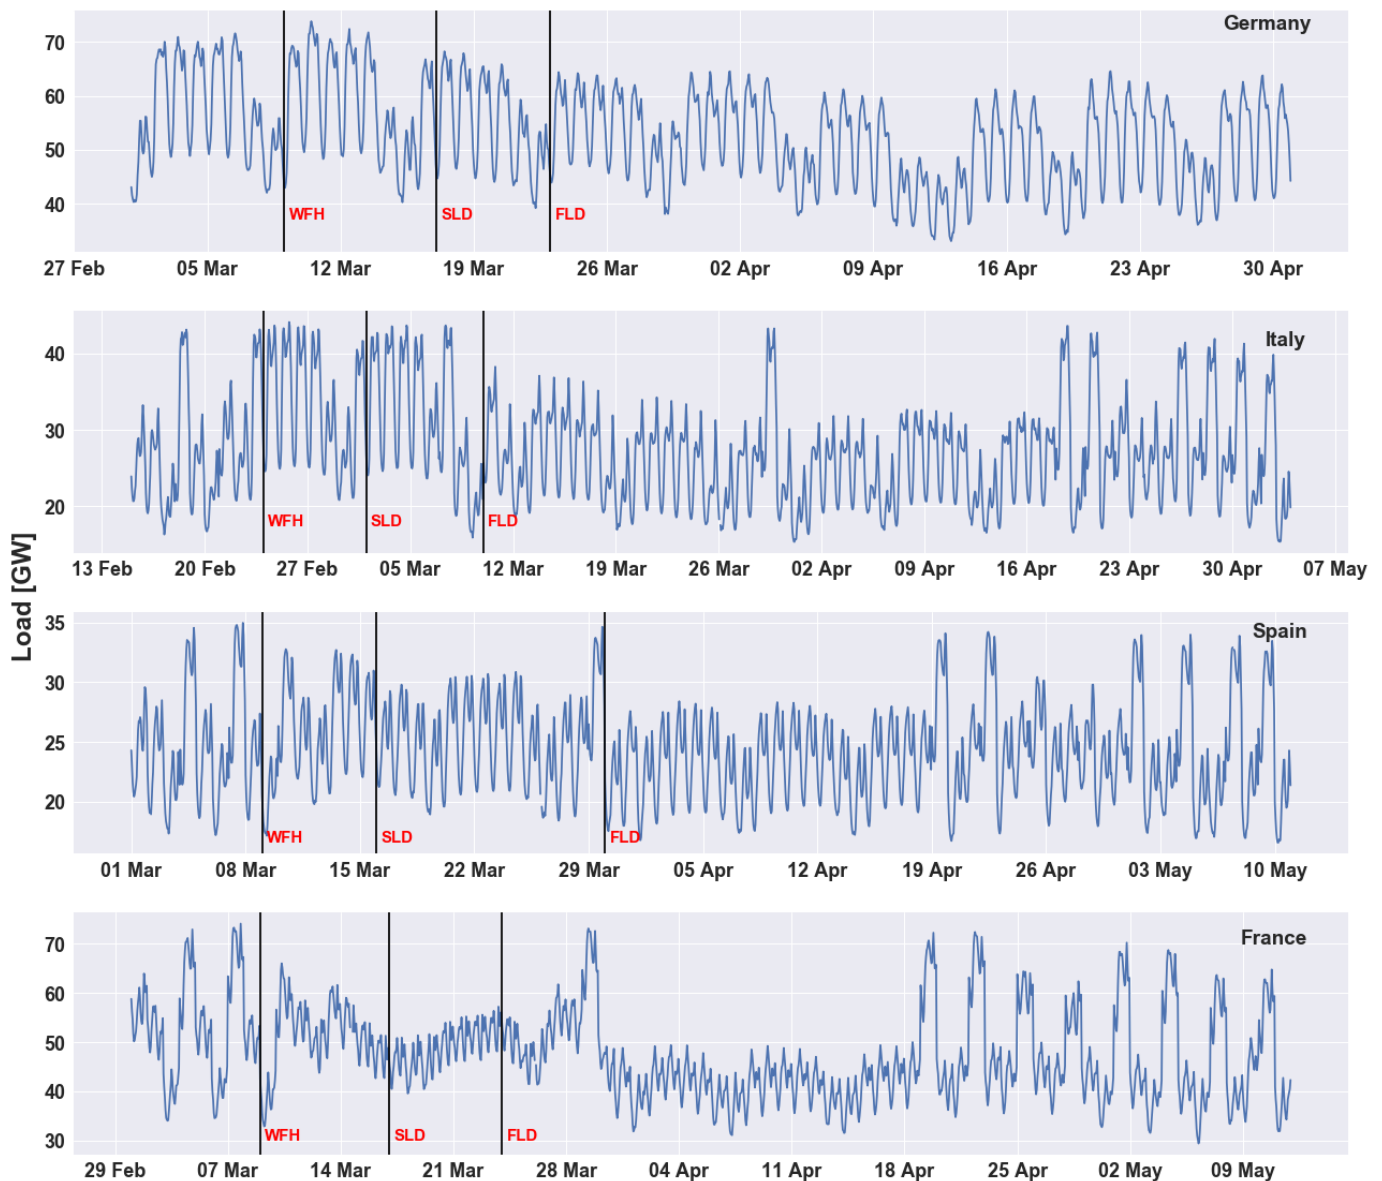 Germany
70
60
50
40
WFH SLD FLD
27 Feb 05 Mar 12 Mar 19 Mar 26 Mar 02 Apr 09 Apr 16 Apr 23 Apr 30 Apr
Italy
40
30
20
WFH SLD FLD
13 Feb 20 Feb 27 Feb 05 Mar 12 Mar 19 Mar 26 Mar 02 Apr 09 Apr 16 Apr 23 Apr 30 Apr 07 May
Load [GW]
Spain
35
30
25
20
WFH SLD FLD
01 Mar 08 Mar 15 Mar 22 Mar 29 Mar 05 Apr 12 Apr 19 Apr 26 Apr 03 May 10 May
France
70
60
50
40
30
WFH SLD FLD
29 Feb 07 Mar 14 Mar 21 Mar 28 Mar 04 Apr 11 Apr 18 Apr 25 Apr 02 May 09 May